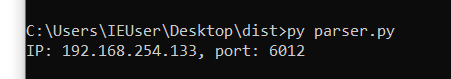 C:\Users\IEUser\Desktop\dist>py parser.py
IP: 192.168.254.133, port: 6012